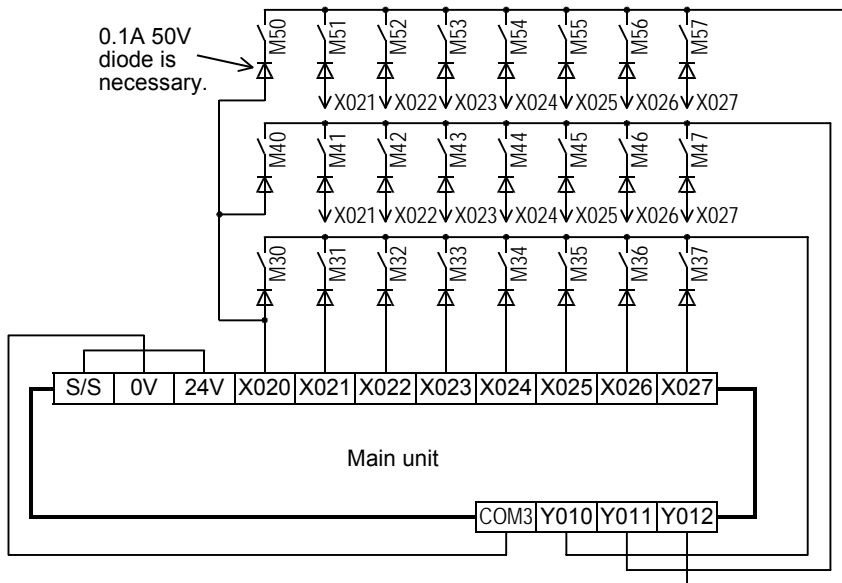 0.1A 50V
diode is
necessary.
M50 M51 M52 M53 M54 M55 M56 M57
X021 X022 X023 X024 X025 X026 X027
M40 M41 M42 M43 M44 M45 M46 M47
X021 X022 X023 X024 X025 X026 X027
M30 M31 M32 M33 M34 M35 M36 M37
S/S 0V 24V X020 X021 X022 X023 X024 X025 X026 X027
Main unit
COM3 Y010 Y011 Y012